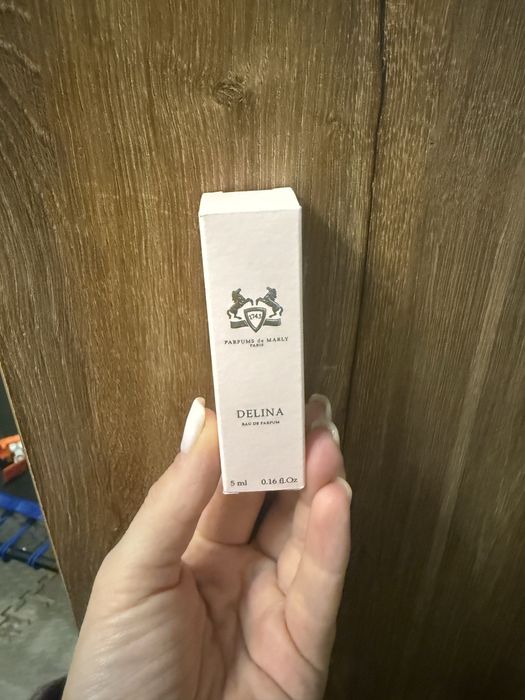 1743
PARFUMS de MARLY
PARIS
DELINA
EAU DE PARFUM
5 ml 0.16 fl.Oz